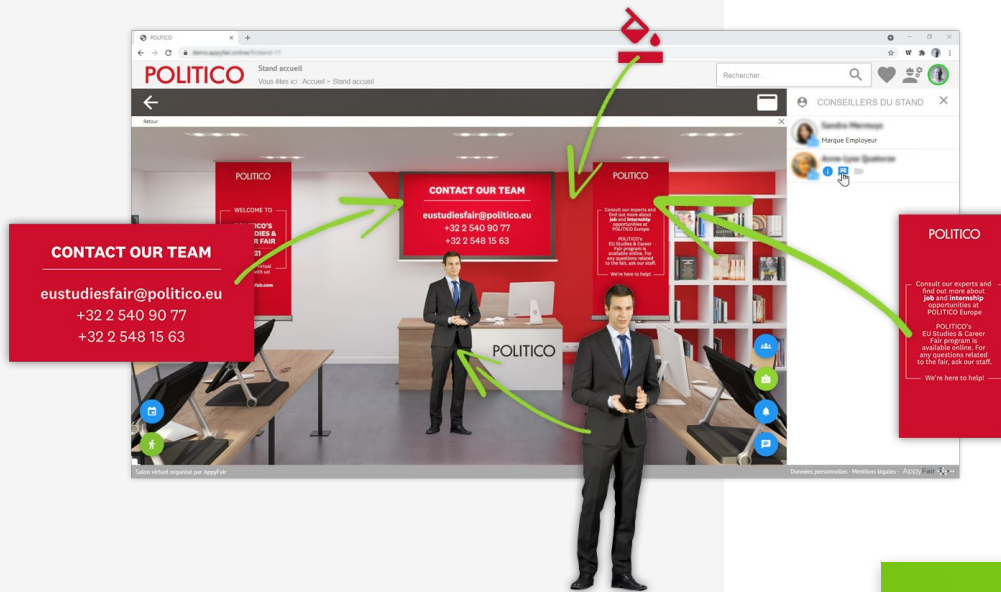 POLITICO
POLITICO
Stand accueil
Vous êtes ici : Accueil > Stand accueil
Rechercher...
Retour
CONSEILLERS DU STAND
Marque Employeur
POLITICO
WELCOME TO
POLITICO'S
DIES &
R FAIR
21
CONTACT OUR TEAM
eustudiesfair@politico.eu
+32 2 540 90 77
+32 2 548 15 63
POLITICO
Consult our experts and
find out more about
job and internship
opportunities at
POLITICO Europe
POLITICO's
EU Studies & Career
Fair program is
available online. For
any questions related
to the fair, ask our staff.
We're here to help!
POLITICO
CONTACT OUR TEAM
eustudiesfair@politico.eu
+32 2 540 90 77
+32 2 548 15 63
POLITICO
Consult our experts and
find out more about
job and internship
opportunities at
POLITICO Europe
POLITICO's
EU Studies & Career
Fair program is
available online. For
any questions related
to the fair, ask our staff.
We're here to help!
Salon virtuel organisé par AppyFair
Données personnelles - Mentions légales - AppyFair